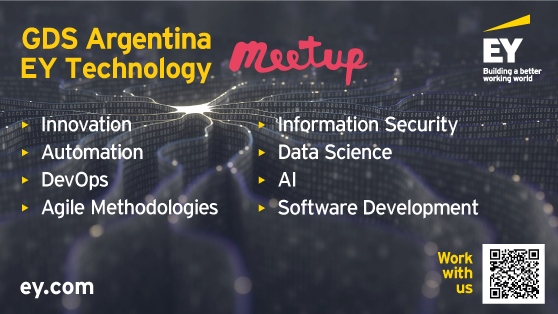 GDS Argentina
EY Technology
meetup
EY
Building a better
working world
Innovation
Automation
DevOps
Agile Methodologies
Information Security
Data Science
AI
Software Development
Work
with
us
ey.com